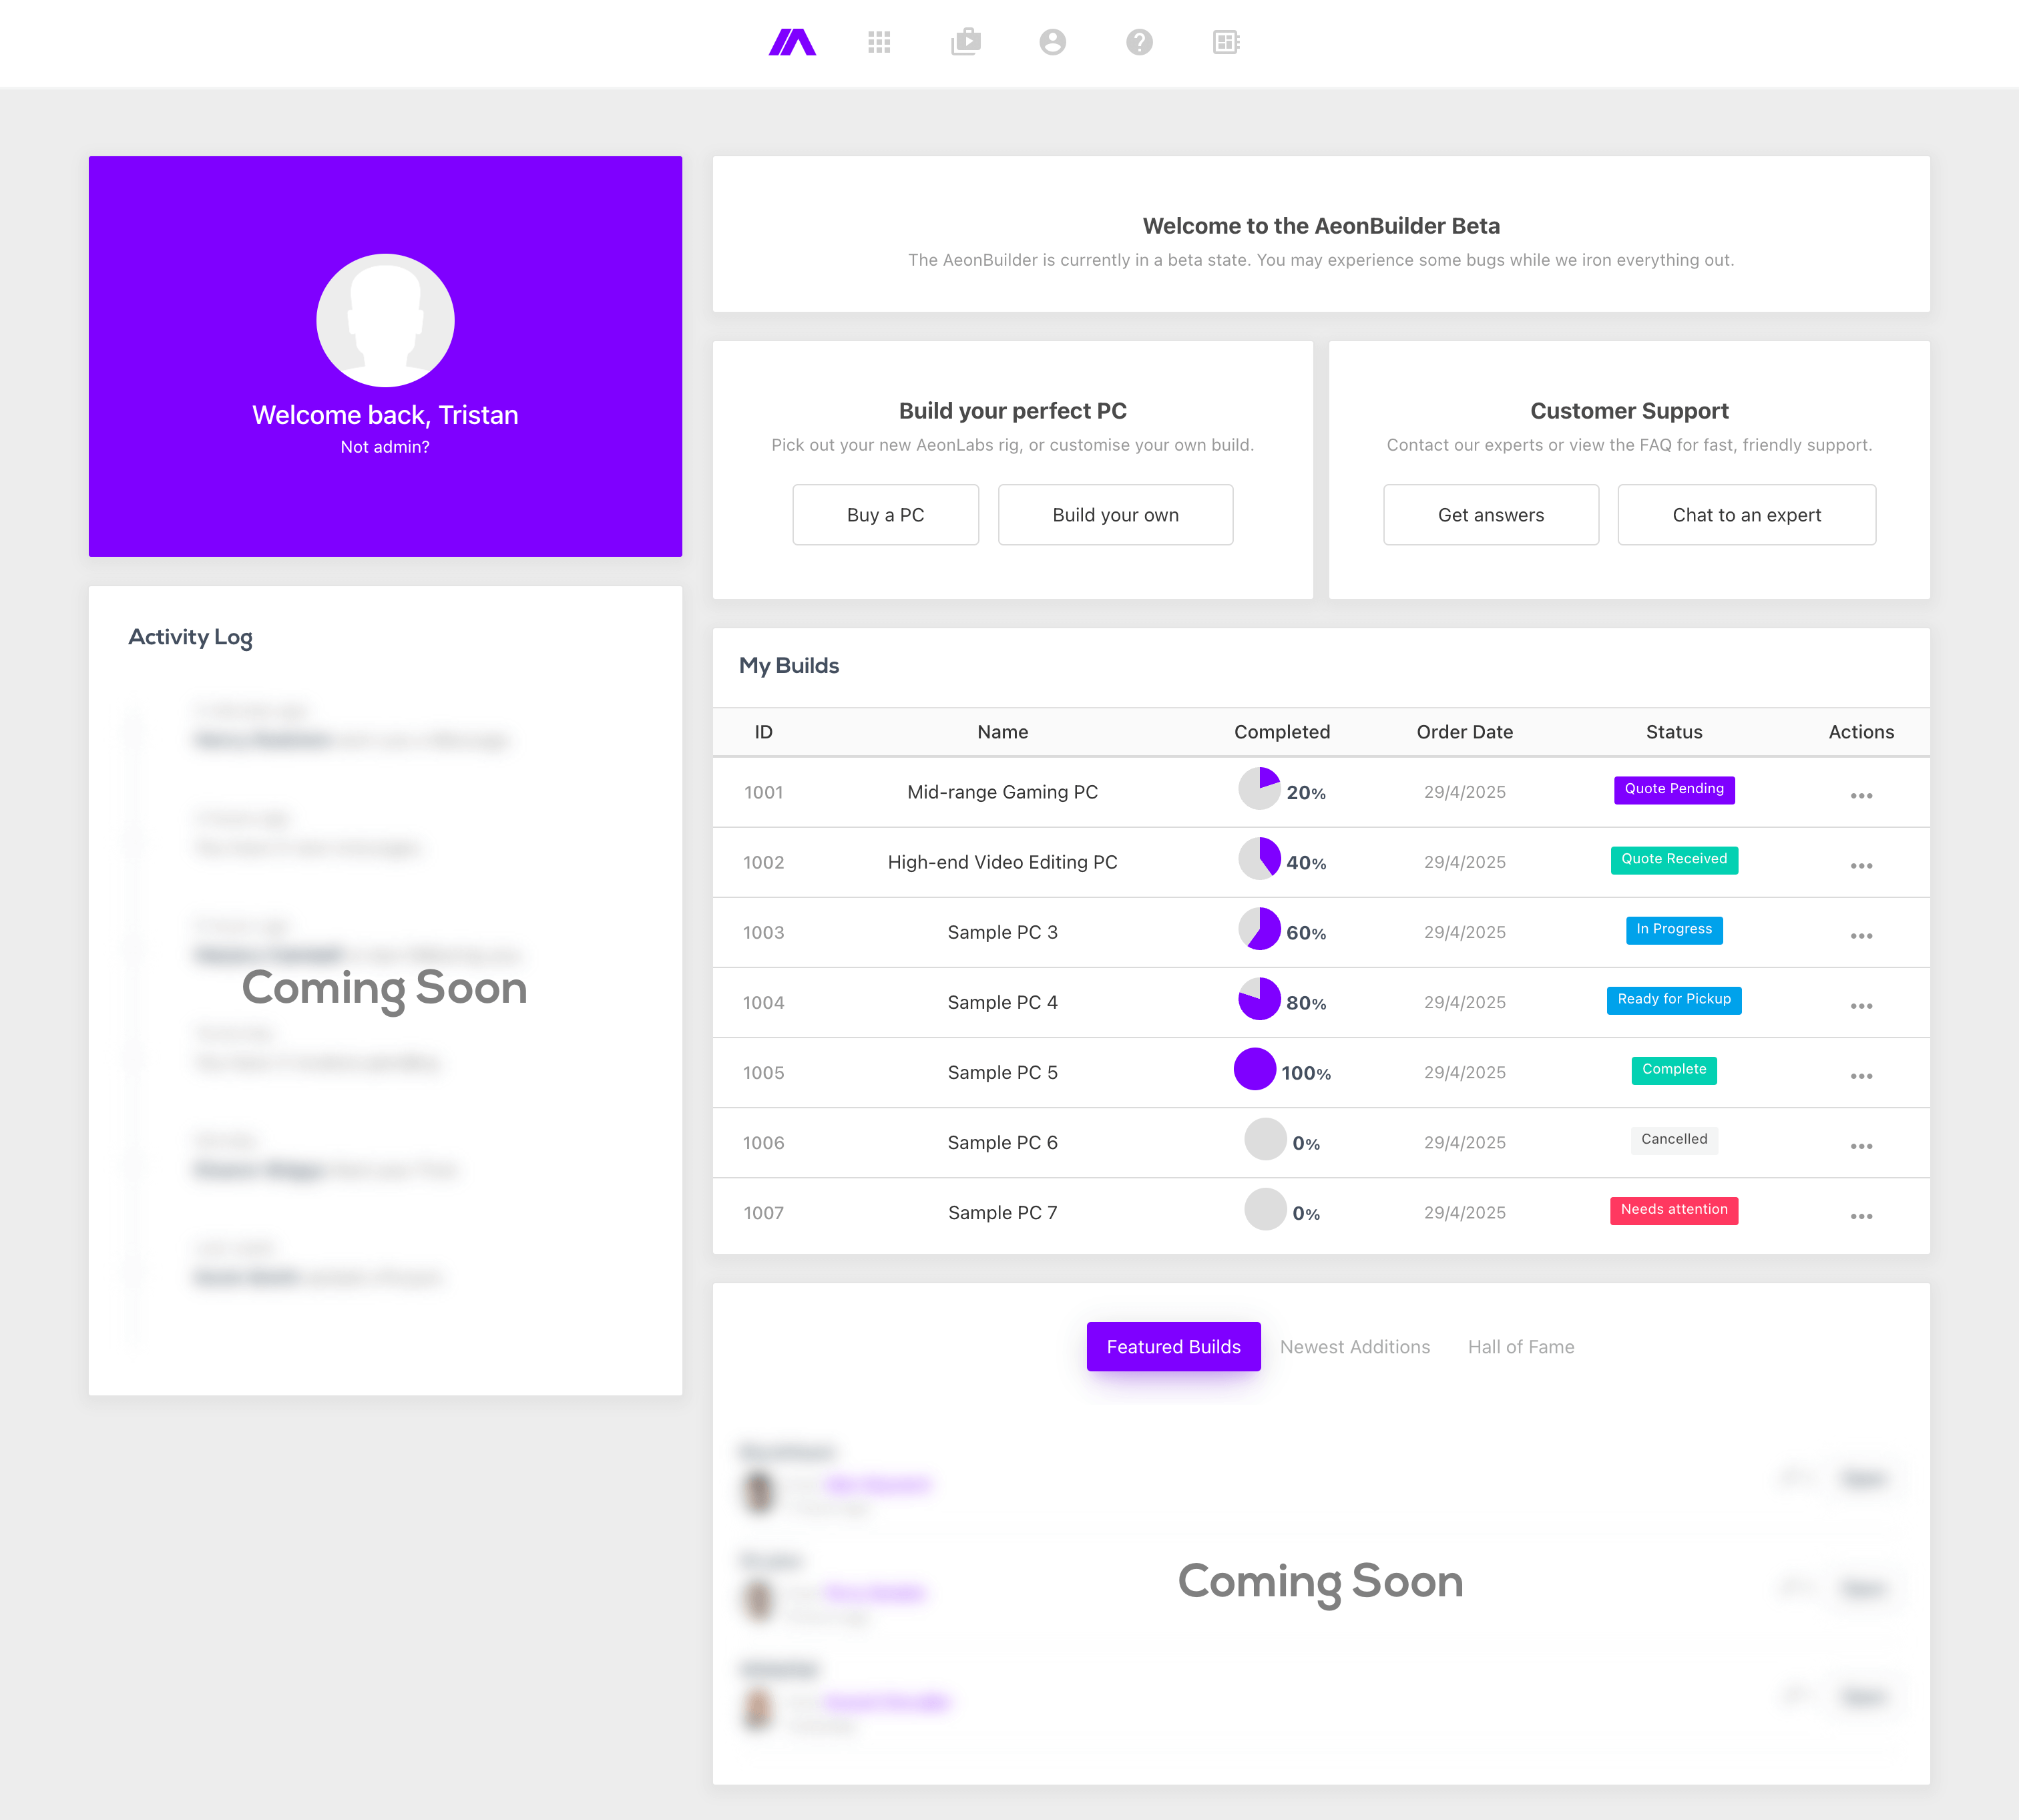 Welcome back, Tristan
Not admin?
Activity Log
Coming Soon
Welcome to the AeonBuilder Beta
The AeonBuilder is currently in a beta state. You may experience some bugs while we iron everything out.
Build your perfect PC
Pick out your new AeonLabs rig, or customise your own build.
Buy a PC
Build your own
Customer Support
Contact our experts or view the FAQ for fast, friendly support.
Get answers
Chat to an expert
My Builds
ID Name Completed Order Date Status Actions
1001 Mid-range Gaming PC 20% 29/4/2025 Quote Pending
1002 High-end Video Editing PC 40% 29/4/2025 Quote Received
1003 Sample PC 3 60% 29/4/2025 In Progress
1004 Sample PC 4 80% 29/4/2025 Ready for Pickup
1005 Sample PC 5 100% 29/4/2025 Complete
1006 Sample PC 6 0% 29/4/2025 Cancelled
1007 Sample PC 7 0% 29/4/2025 Needs attention
Featured Builds Newest Additions Hall of Fame
Coming Soon